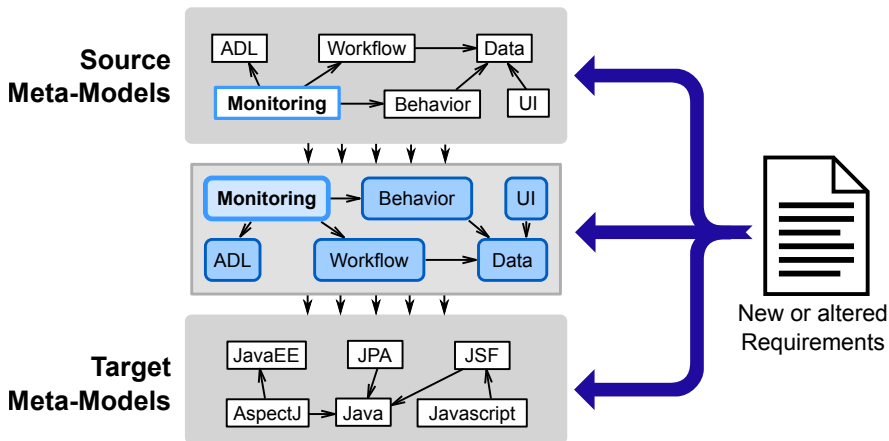 Source
Meta-Models
ADL
Workflow
Data
Monitoring
Behavior
UI
Monitoring
Behavior
UI
ADL
Workflow
Data
Target
Meta-Models
JavaEE
JPA
JSF
AspectJ
Java
Javascript
New or altered
Requirements